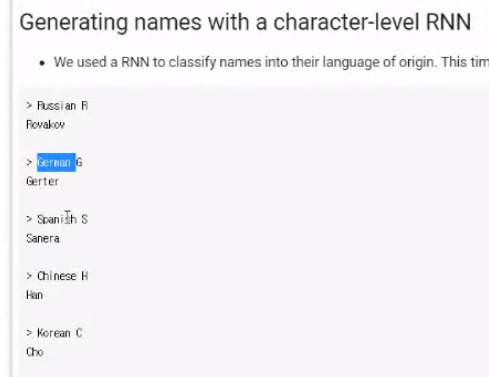 Generating names with a character-level RNN
• We used a RNN to classify names into their language of origin. This tim
> Russian R
Rovakov
> German G
Gerter
> Spanish S
Sanera
> Chinese H
Han
> Korean C
Cho